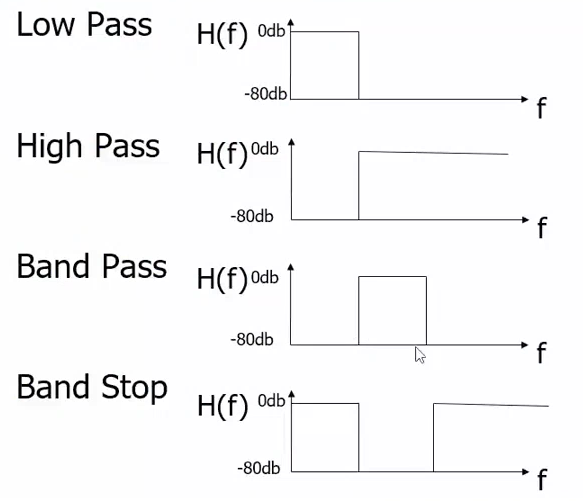 Low Pass
H(f) 0db
-80db
f
High Pass
H(f) 0db
-80db
f
Band Pass
H(f) 0db
-80db
f
Band Stop
H(f) 0db
-80db
f